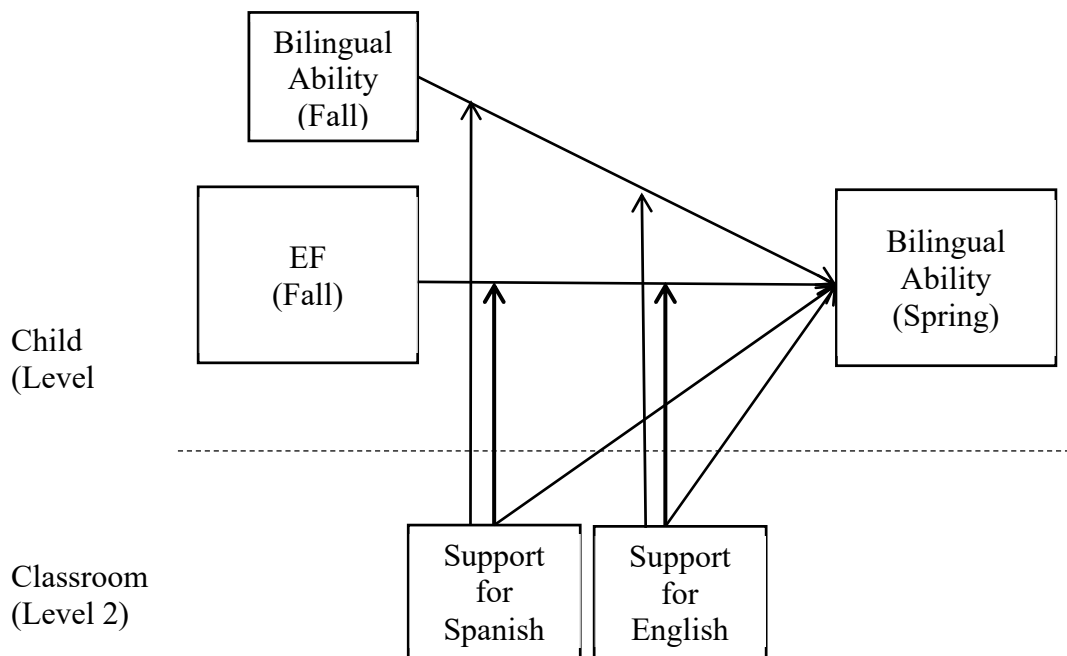 Bilingual
Ability
(Fall)
EF
(Fall)
Bilingual
Ability
(Spring)
Child
(Level
Classroom
(Level 2)
Support
for
Spanish
Support
for
English